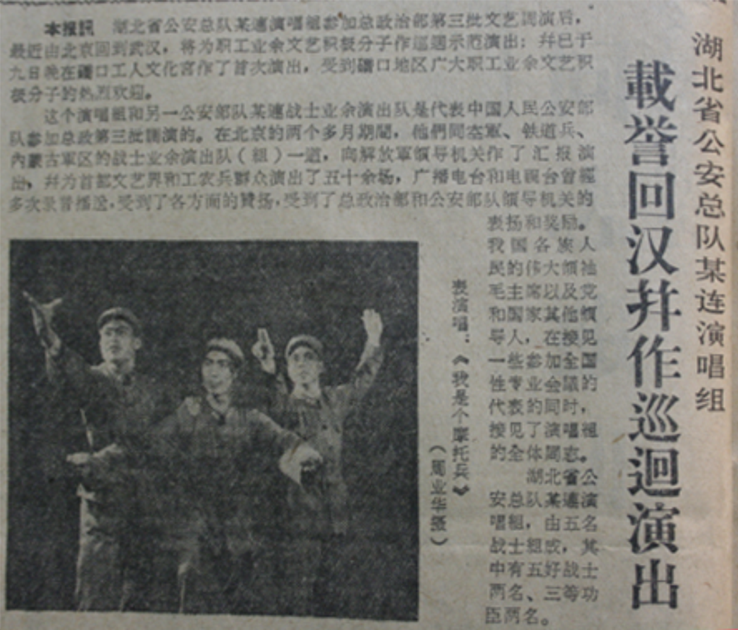 湖北省公安总队某连演唱组
載誉回汉幷作巡迴演出
本报訊　湖北省公安总队某連演唱組参加总政治部第三批文艺調演后，
最近由北京回到武汉，将为职工业余文艺积极分子作巡迴示范演出；幷已于
九日晚在礄口工人文化宮作了首次演出，受到礄口地区广大职工业余文艺积
极分子的热烈欢迎。
这个演唱組和另一公安部队某連战士业余演出队是代表中国人民公安部
队参加总政第三批調演的。在北京的两个多月期間，他們同空軍、铁道兵、
內蒙古軍区的战士业余演出队（組）一道，向解放軍领导机关作了汇报演
出，幷为首都文艺界和工农兵群众演出了五十余场，广播电台和电視台曾經
多次录音播送，受到了各方面的贊扬，受到了总政治部和公安部队领导机关的
表扬和奖励。
我国各族人
民的伟大领袖
毛主席以及党
和国家其他领
导人，在接见
一些参加全国
性专业会議的
代表的同时，
接见了演唱組
的全体同志。
湖北省公
安总队某連演
唱組，由五名
战士組成，其
中有五好战士
两名、三等功
臣两名。
表演唱：《我是个摩托兵》
（周业华摄）